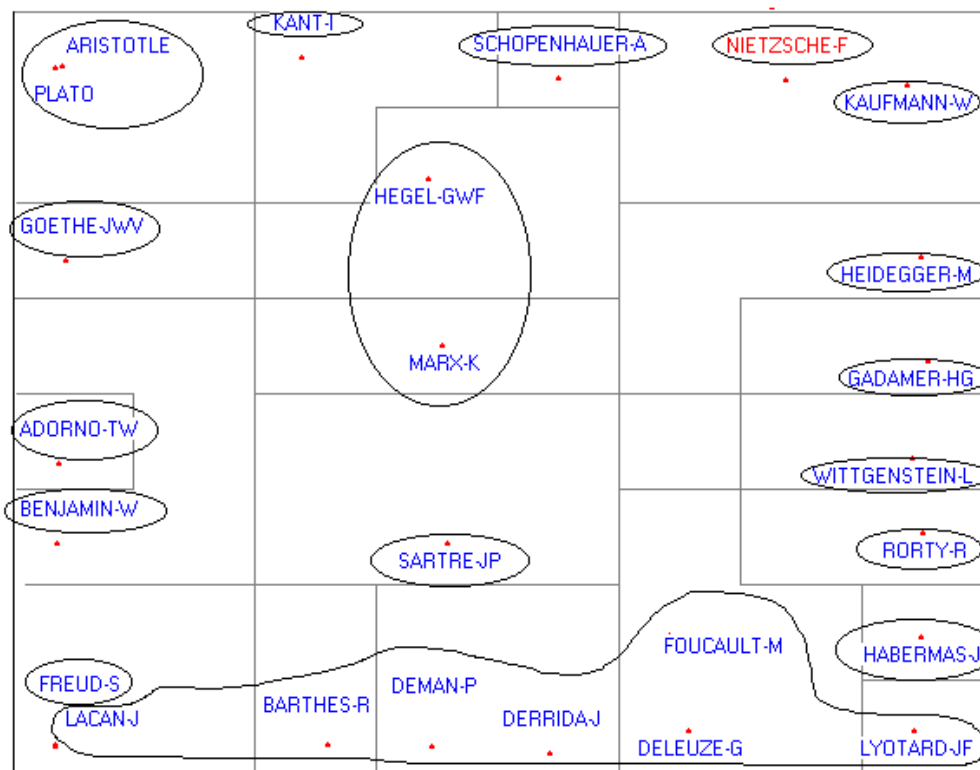 KANT-I
ARISTOTLE
SCHOPENHAUER-A
NIETZSCHE-F
PLATO
KAUFMANN-W
HEGEL-GWF
GOETHE-JWV
HEIDEGGER-M
MARX-K
GADAMER-HG
ADORNO-TW
WITTGENSTEIN-L
BENJAMIN-W
SARTRE-JP
RORTY-R
FOUCAULT-M
HABERMAS-J
FREUD-S
DEMAN-P
BARTHES-R
LACAN-J
DERRIDA-J
DELEUZE-G
LYOTARD-JF